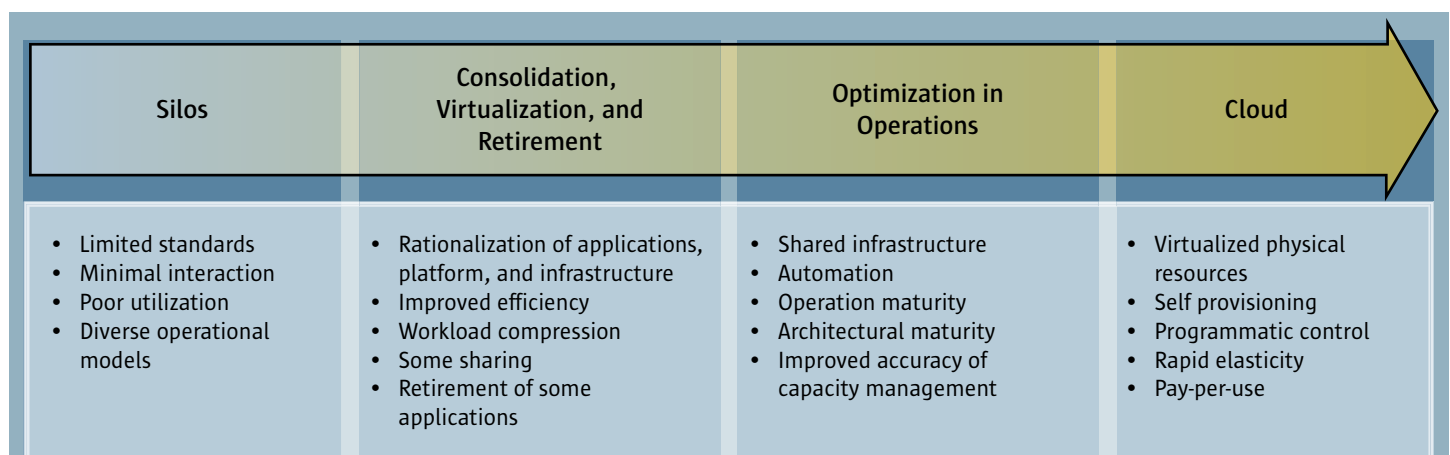 Silos
Consolidation,
Virtualization, and
Retirement
Optimization in
Operations
Cloud
• Limited standards
• Minimal interaction
• Poor utilization
• Diverse operational
models
• Rationalization of applications,
platform, and infrastructure
• Improved efficiency
• Workload compression
• Some sharing
• Retirement of some
applications
• Shared infrastructure
• Automation
• Operation maturity
• Architectural maturity
• Improved accuracy of
capacity management
• Virtualized physical
resources
• Self provisioning
• Programmatic control
• Rapid elasticity
• Pay-per-use